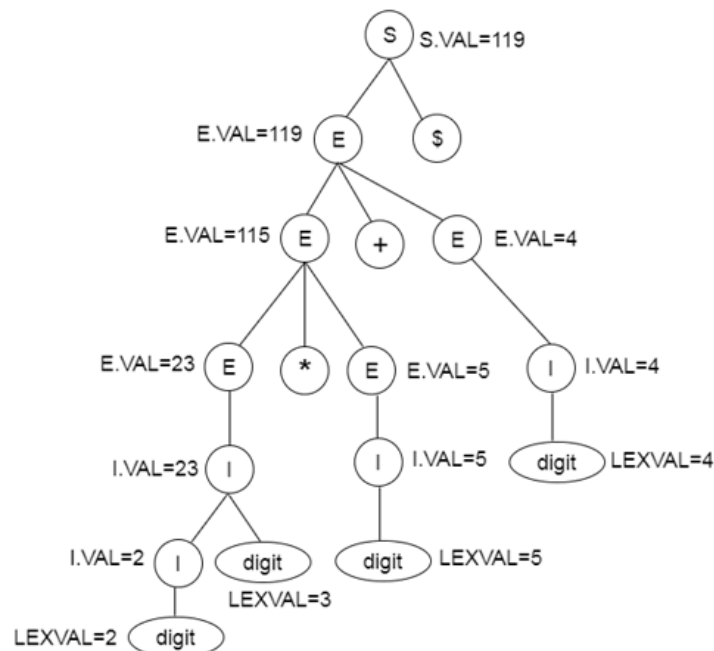 S S.VAL=119
E.VAL=119 E $
E.VAL=115 E + E E.VAL=4
E.VAL=23 E * E E.VAL=5 I I.VAL=4
I.VAL=23 I I I.VAL=5 digit LEXVAL=4
I.VAL=2 I digit digit LEXVAL=5
LEXVAL=3
LEXVAL=2 digit